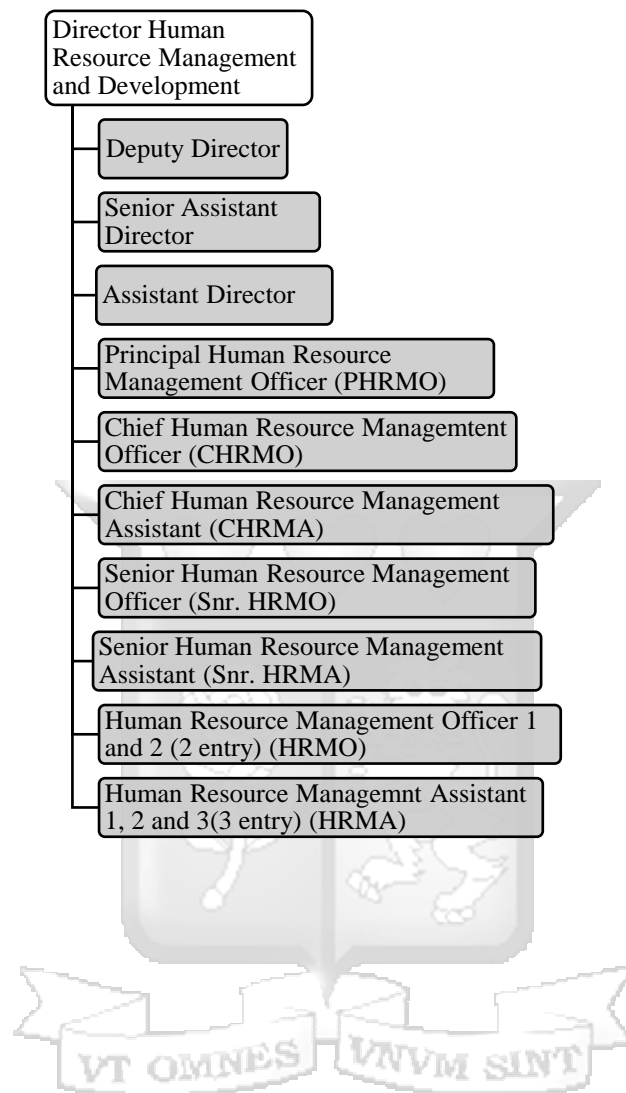 Director Human
Resource Management
and Development
Deputy Director
Senior Assistant
Director
Assistant Director
Principal Human Resource
Management Officer (PHRMO)
Chief Human Resource Managemtent
Officer (CHRMO)
Chief Human Resource Management
Assistant (CHRMA)
Senior Human Resource Management
Officer (Snr. HRMO)
Senior Human Resource Management
Assistant (Snr. HRMA)
Human Resource Management Officer 1
and 2 (2 entry) (HRMO)
Human Resource Managemnt Assistant
1, 2 and 3(3 entry) (HRMA)
VT OMNES VNVM SINT